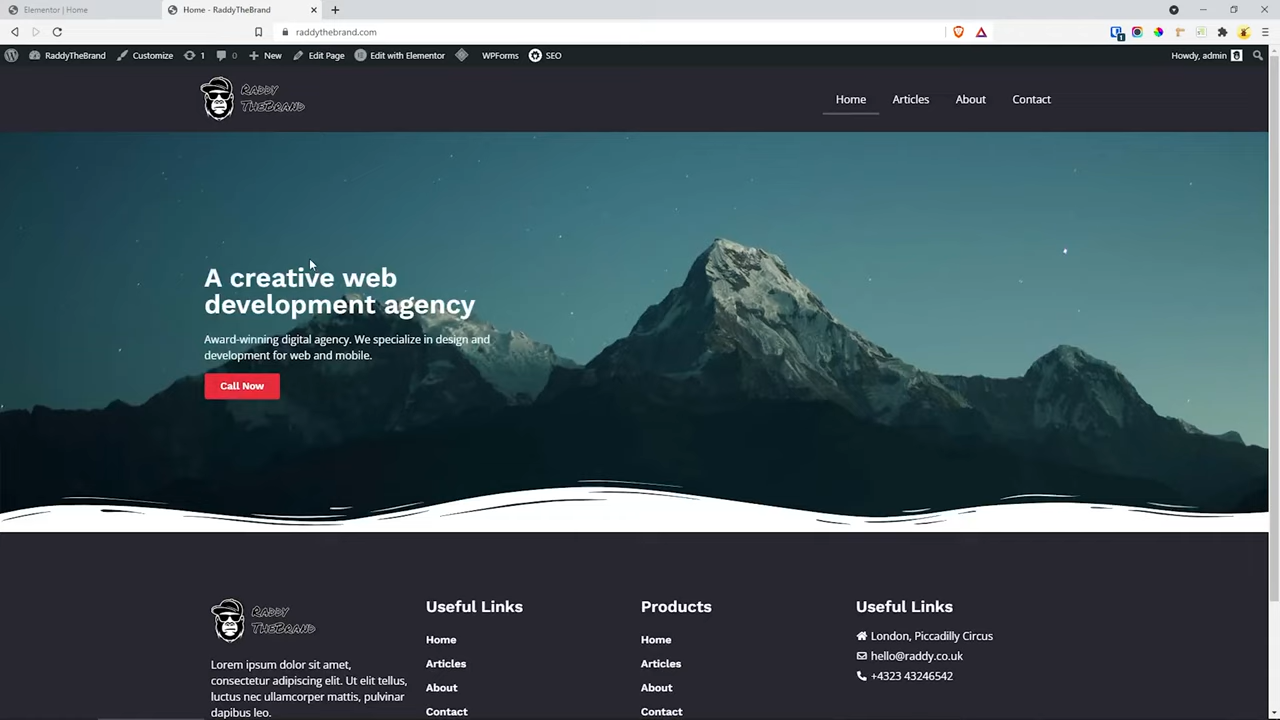 Elementor | Home
Home - RaddyTheBrand
raddythebrand.com
RaddyTheBrand Customize 1 0 New Edit Page Edit with Elementor WPForms SEO Howdy, admin
RADDY
THEBRAND
Home Articles About Contact
A creative web
development agency
Award-winning digital agency. We specialize in design and
development for web and mobile.
Call Now
RADDY
THEBRAND
Lorem ipsum dolor sit amet,
consectetur adipiscing elit. Ut elit tellus,
luctus nec ullamcorper mattis, pulvinar
dapibus leo.
Useful Links
Home
Articles
About
Contact
Products
Home
Articles
About
Contact
Useful Links
London, Piccadilly Circus
hello@raddy.co.uk
+4323 43246542